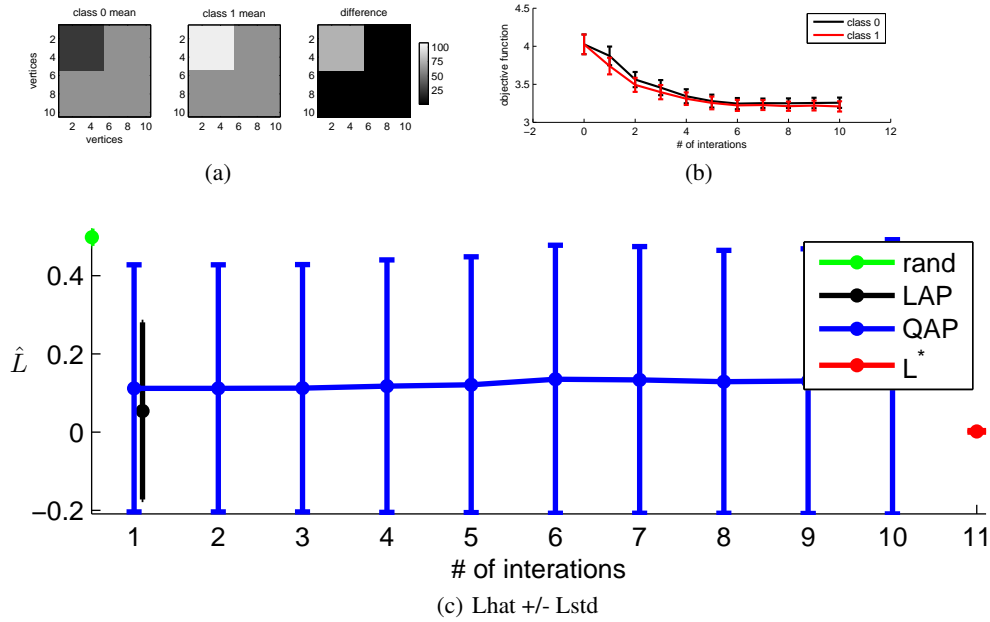 class 0 mean
class 1 mean
difference
vertices
2
4
6
8
10
2 4 6 8 10
2
4
6
8
10
2 4 6 8 10
2
4
6
8
10
2 4 6 8 10
vertices
100
75
50
25
(a)
objective function
4.5
4
3.5
3
−2 0 2 4 6 8 10 12
# of interations
class 0
class 1
(b)
L̂
0.4
0.2
0
−0.2
1 2 3 4 5 6 7 8 9 10 11
# of interations
rand
LAP
QAP
L*
(c) Lhat +/- Lstd